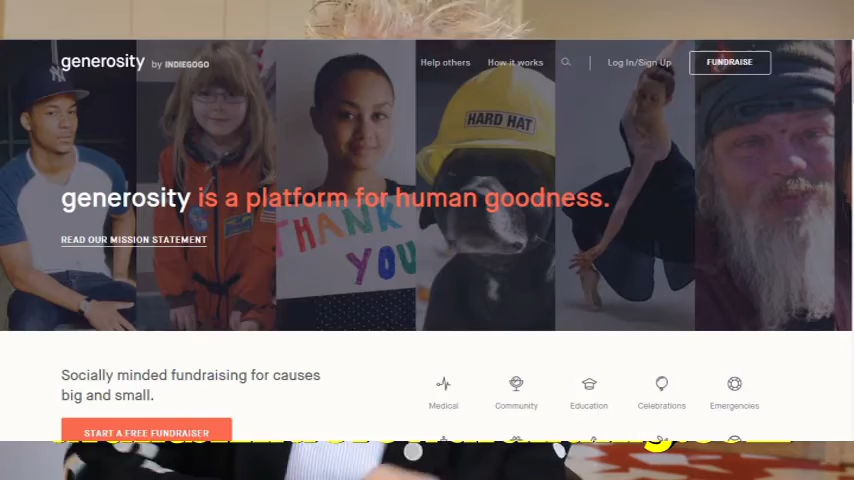 generosity by INDIEGOGO Help others How it works Log In/Sign Up FUNDRAISE
HARD HAT
generosity is a platform for human goodness.
THANK
YOU
READ OUR MISSION STATEMENT
Socially minded fundraising for causes
big and small.
Medical Community Education Celebrations Emergencies
START A FREE FUNDRAISER